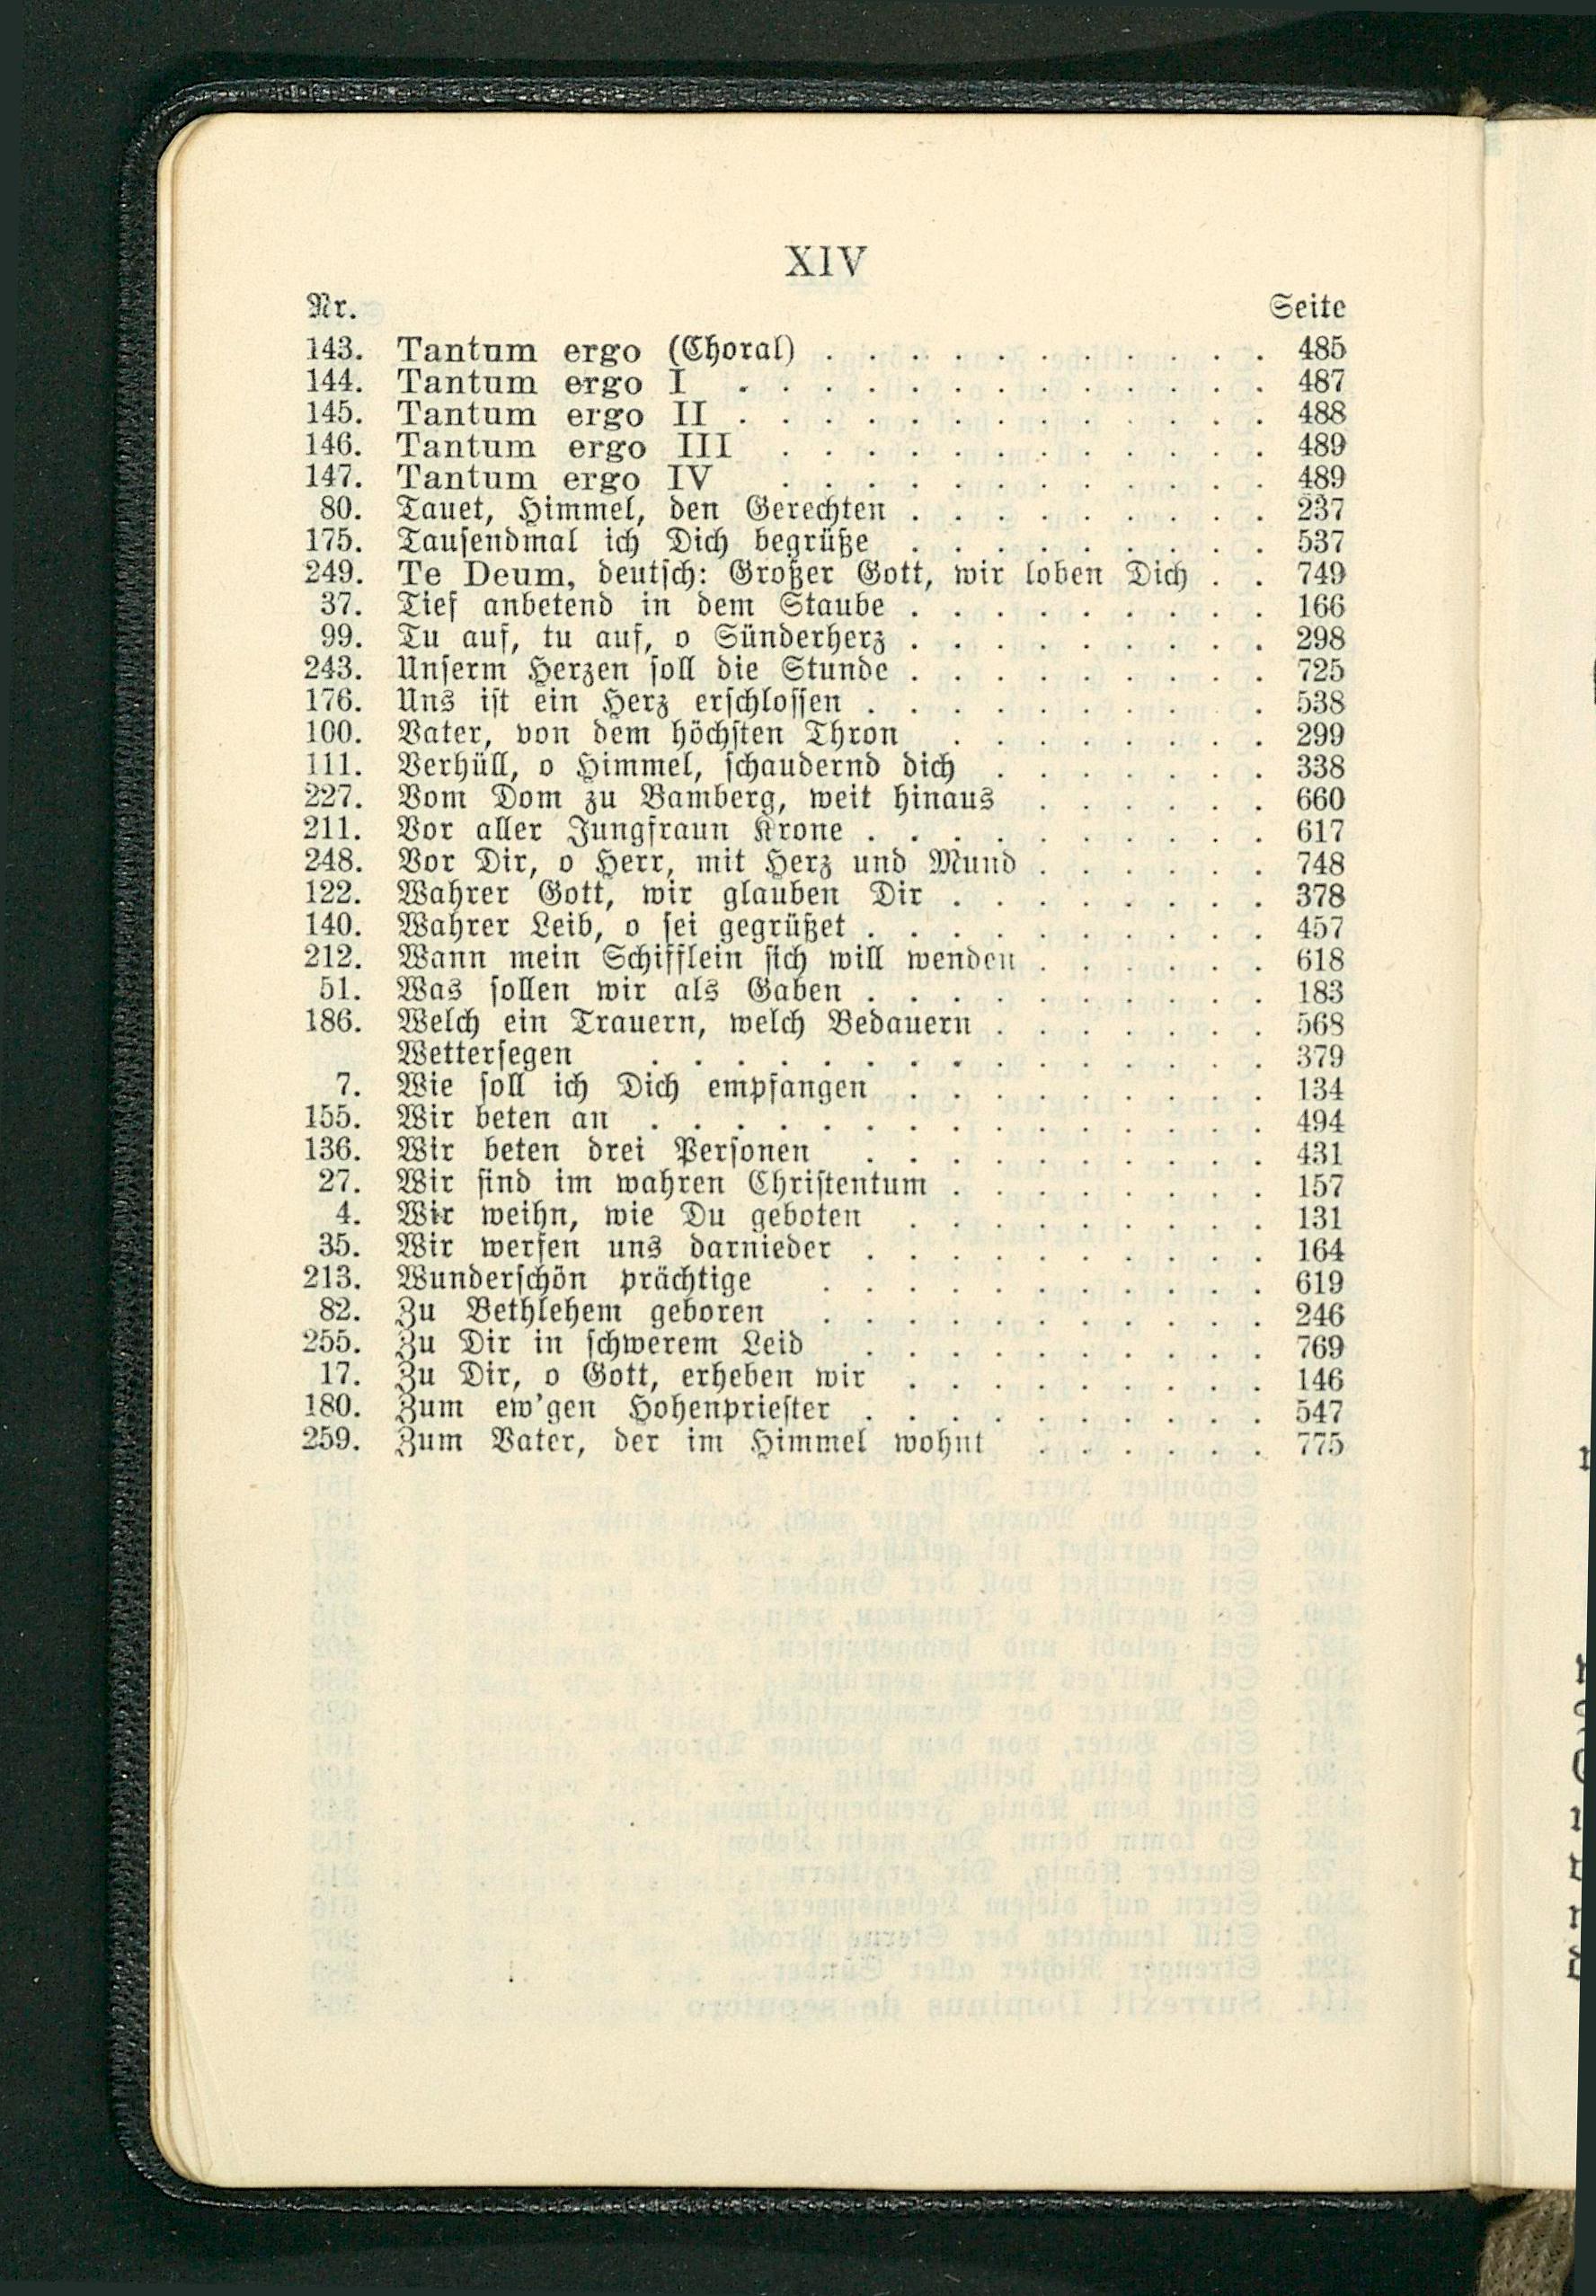 XIV
Nr. Seite
143. Tantum ergo (Choral) . . . . . . . . . . . 485
144. Tantum ergo I . . . . . . . . . . . . . 487
145. Tantum ergo II . . . . . . . . . . . . . 488
146. Tantum ergo III . . . . . . . . . . . . 489
147. Tantum ergo IV . . . . . . . . . . . . 489
80. Tauet, Himmel, den Gerechten . . . . . . . . . 237
175. Tausendmal ich Dich begrüße . . . . . . . . . 537
249. Te Deum, deutsch: Großer Gott, wir loben Dich . . 749
37. Tief anbetend in dem Staube . . . . . . . . . 166
99. Tu auf, tu auf, o Sünderherz . . . . . . . . . 298
243. Unserm Herzen soll die Stunde . . . . . . . . . 725
176. Uns ist ein Herz erschlossen . . . . . . . . . . 538
100. Vater, von dem höchsten Thron . . . . . . . . 299
111. Verhüll, o Himmel, schaudernd dich . . . . . . . 338
227. Vom Dom zu Bamberg, weit hinaus . . . . . . 660
211. Vor aller Jungfraun Krone . . . . . . . . . . 617
248. Vor Dir, o Herr, mit Herz und Mund . . . . . . 748
122. Wahrer Gott, wir glauben Dir . . . . . . . . 378
140. Wahrer Leib, o sei gegrüßet . . . . . . . . . . 457
212. Wann mein Schifflein sich will wenden . . . . . . 618
51. Was sollen wir als Gaben . . . . . . . . . . 183
186. Welch ein Trauern, welch Bedauern . . . . . . . 568
Wettersegen . . . . . . . . . . . . . . . 379
7. Wie soll ich Dich empfangen . . . . . . . . . 134
155. Wir beten an . . . . . . . . . . . . . . . 494
136. Wir beten drei Personen . . . . . . . . . . 431
27. Wir sind im wahren Christentum . . . . . . . . 157
4. Wir weihn, wie Du geboten . . . . . . . . . 131
35. Wir werfen uns darnieder . . . . . . . . . . 164
213. Wunderschön prächtige . . . . . . . . . . . 619
82. Zu Bethlehem geboren . . . . . . . . . . . 246
255. Zu Dir in schwerem Leid . . . . . . . . . . 769
17. Zu Dir, o Gott, erheben wir . . . . . . . . . 146
180. Zum ew'gen Hohenpriester . . . . . . . . . . 547
259. Zum Vater, der im Himmel wohnt . . . . . . 775